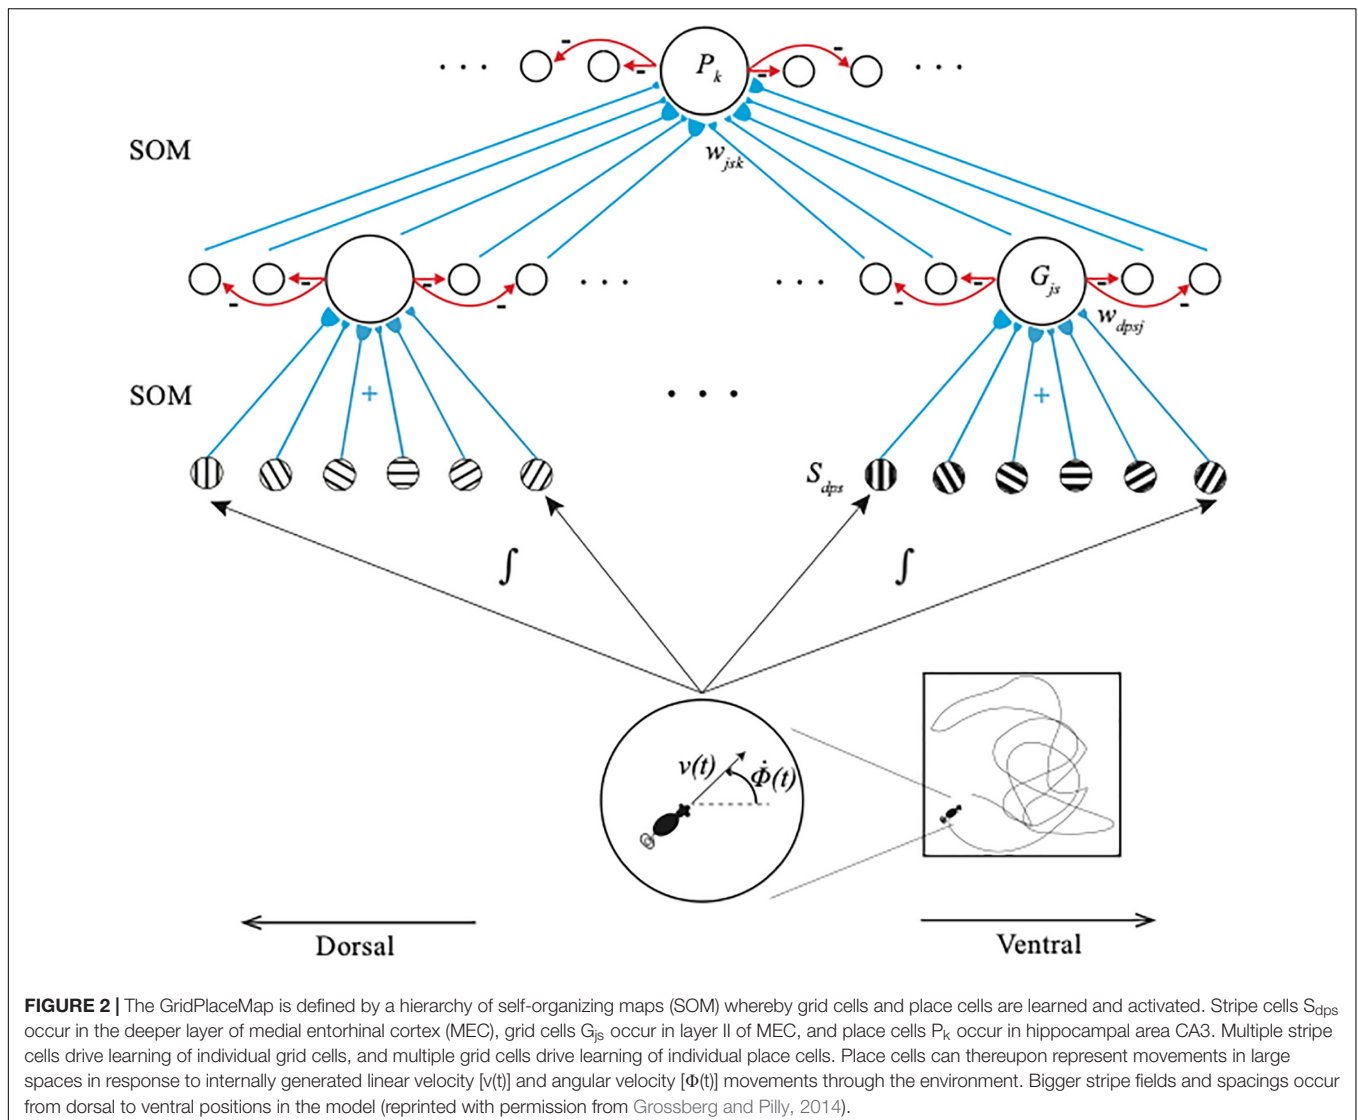 . . .
P_k
. . .
SOM
w_jsk
. . .
. . .
G_js
w_dpsj
SOM
+
. . .
+
S_dps
∫
∫
v(t)
Φ̇(t)
Dorsal
Ventral
FIGURE 2 | The GridPlaceMap is defined by a hierarchy of self-organizing maps (SOM) whereby grid cells and place cells are learned and activated. Stripe cells S_dps
occur in the deeper layer of medial entorhinal cortex (MEC), grid cells G_js occur in layer II of MEC, and place cells P_k occur in hippocampal area CA3. Multiple stripe
cells drive learning of individual grid cells, and multiple grid cells drive learning of individual place cells. Place cells can thereupon represent movements in large
spaces in response to internally generated linear velocity [v(t)] and angular velocity [Φ(t)] movements through the environment. Bigger stripe fields and spacings occur
from dorsal to ventral positions in the model (reprinted with permission from Grossberg and Pilly, 2014).